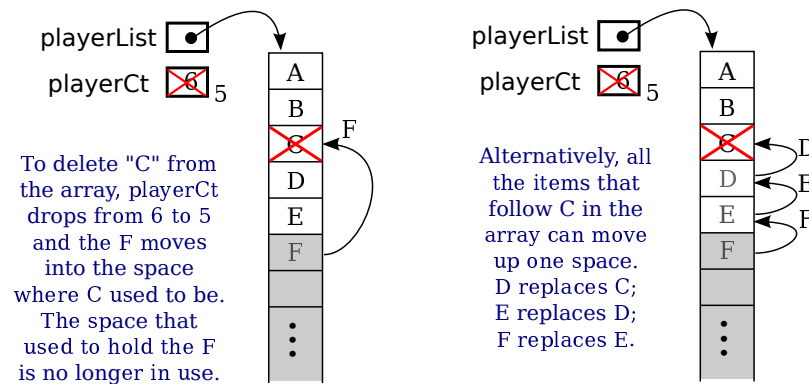 playerList
playerCt
6
5
A
B
C
D
E
F
F
To delete "C" from
the array, playerCt
drops from 6 to 5
and the F moves
into the space
where C used to be.
The space that
used to hold the F
is no longer in use.
playerList
playerCt
6
5
A
B
C
D
E
F
D
E
F
Alternatively, all
the items that
follow C in the
array can move
up one space.
D replaces C;
E replaces D;
F replaces E.